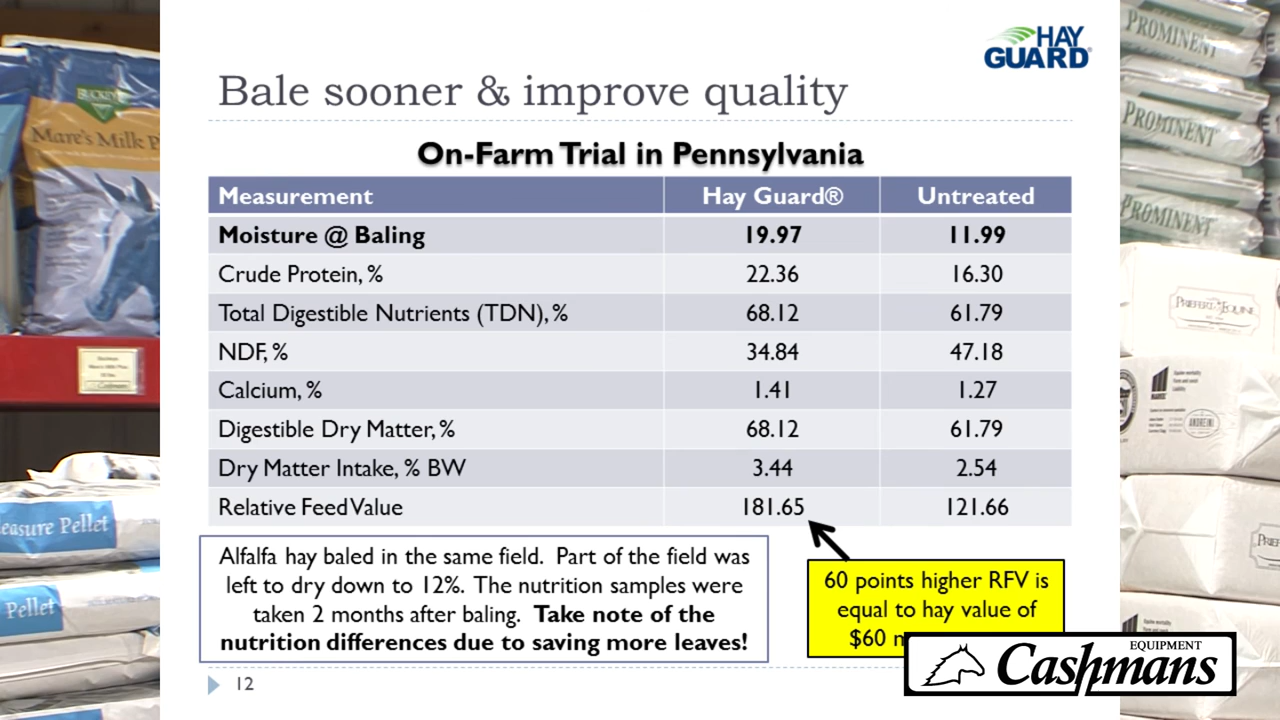 HAY
GUARD®
Bale sooner & improve quality
On-Farm Trial in Pennsylvania
Measurement Hay Guard® Untreated
Moisture @ Baling 19.97 11.99
Crude Protein, % 22.36 16.30
Total Digestible Nutrients (TDN), % 68.12 61.79
NDF, % 34.84 47.18
Calcium, % 1.41 1.27
Digestible Dry Matter, % 68.12 61.79
Dry Matter Intake, % BW 3.44 2.54
Relative Feed Value 181.65 121.66
Alfalfa hay baled in the same field. Part of the field was
left to dry down to 12%. The nutrition samples were
taken 2 months after baling. Take note of the
nutrition differences due to saving more leaves!
60 points higher RFV is
equal to hay value of
$60
12
EQUIPMENT
Cashmans
Mare's Milk P
easure Pellet
Pellet
PROMINENT
PROMINENT
PROMINENT
PRIEFERT EQUINE
ANDREINI